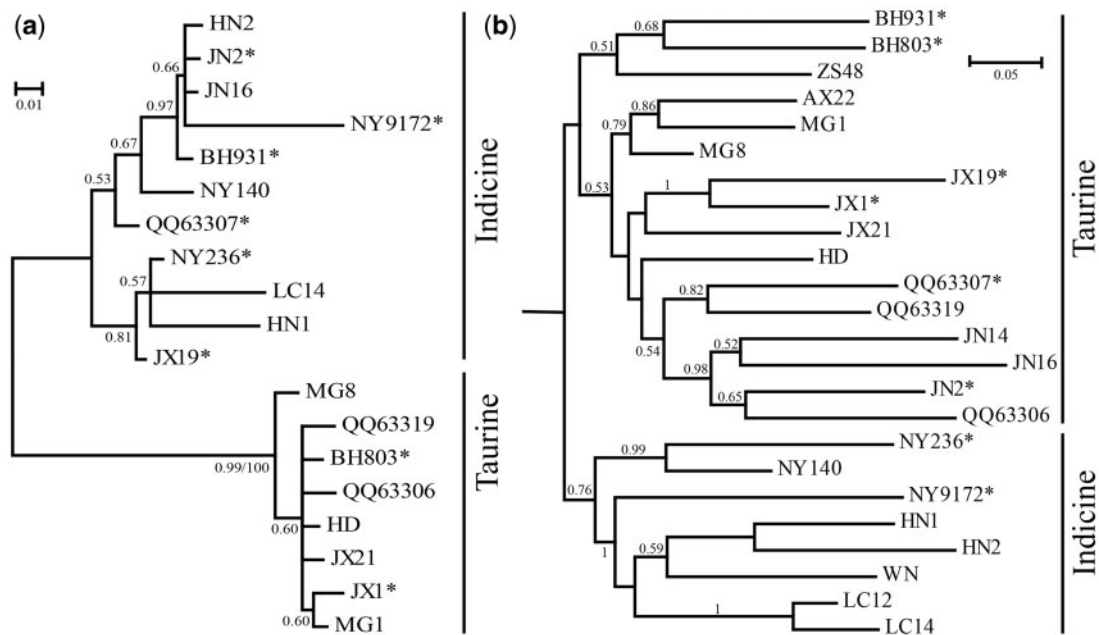 (a)
0.01
HN2
JN2*
0.66
JN16
0.97
NY9172*
0.67
BH931*
0.53
NY140
QQ63307*
NY236*
0.57
LC14
0.81
HN1
JX19*
Indicine
MG8
QQ63319
0.99/100
BH803*
QQ63306
0.60
HD
JX21
JX1*
0.60
MG1
Taurine
(b)
0.05
BH931*
0.68
BH803*
0.51
ZS48
AX22
0.86
MG1
0.79
MG8
0.53
JX19*
1
JX1*
JX21
HD
QQ63307*
0.82
QQ63319
0.54
JN14
0.52
JN16
0.98
JN2*
0.65
QQ63306
Taurine
NY236*
0.99
NY140
0.76
NY9172*
1
HN1
HN2
0.59
WN
LC12
1
LC14
Indicine